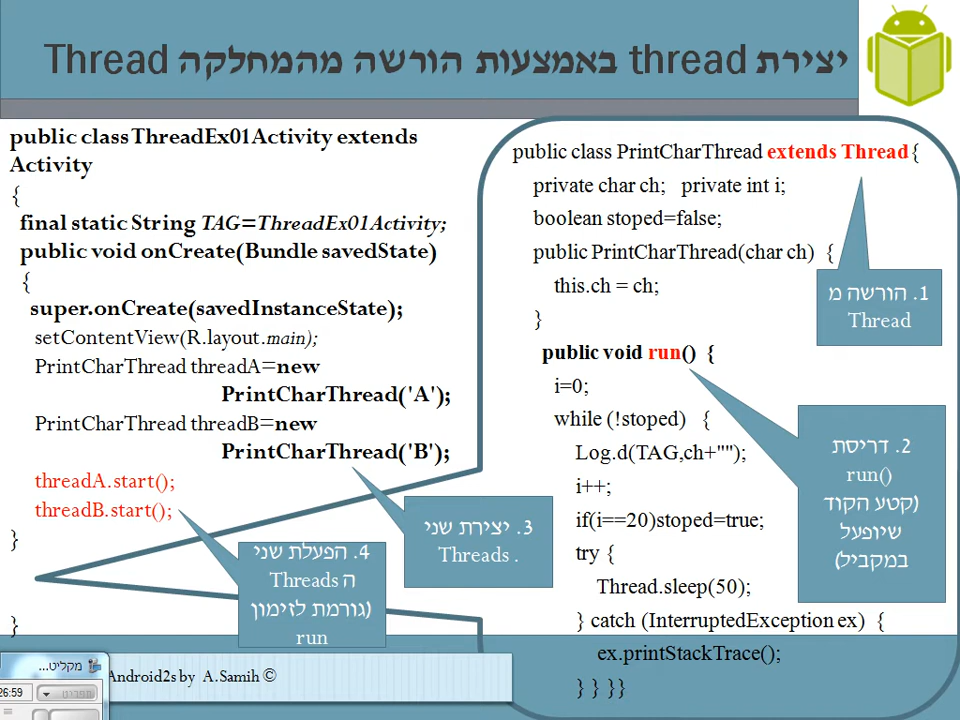 יצירת thread באמצעות הורשה מהמחלקה Thread
public class ThreadEx01Activity extends
Activity
{
final static String TAG=ThreadEx01Activity;
public void onCreate(Bundle savedState)
{
super.onCreate(savedInstanceState);
setContentView(R.layout.main);
PrintCharThread threadA=new
PrintCharThread('A');
PrintCharThread threadB=new
PrintCharThread('B');
threadA.start();
threadB.start();
}
}
public class PrintCharThread extends Thread{
private char ch; private int i;
boolean stoped=false;
public PrintCharThread(char ch) {
this.ch = ch;
}
public void run() {
i=0;
while (!stoped) {
Log.d(TAG,ch+"");
i++;
if(i==20)stoped=true;
try {
Thread.sleep(50);
} catch (InterruptedException ex) {
ex.printStackTrace();
} } }}
1. הורשה מ
Thread
2. דריסת
run()
(קטע הקוד
שיופעל
במקביל)
3. יצירת שני
Threads .
4. הפעלת שני
ה Threads
(גורמת לזימון
run
Android2s by A.Samih ©
מקליט...
26:59